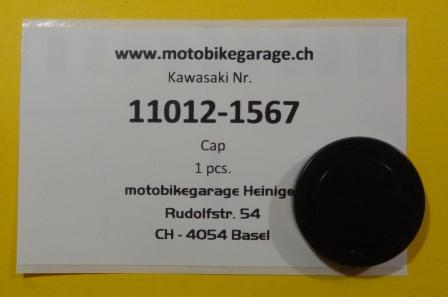 www.motobikegarage.ch
Kawasaki Nr.
11012-1567
Cap
1 pcs.
motobikegarage Heinige
Rudolfstr. 54
CH - 4054 Basel